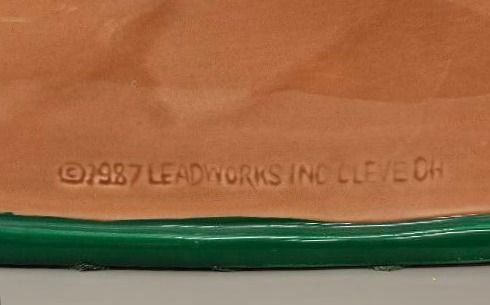 ©1987 LEADWORKS INC CLEVE OH